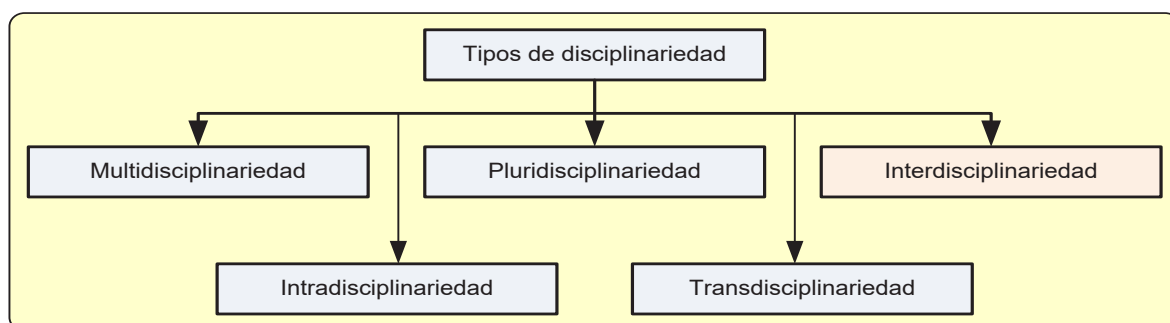 Tipos de disciplinariedad
Multidisciplinariedad
Pluridisciplinariedad
Interdisciplinariedad
Intradisciplinariedad
Transdisciplinariedad